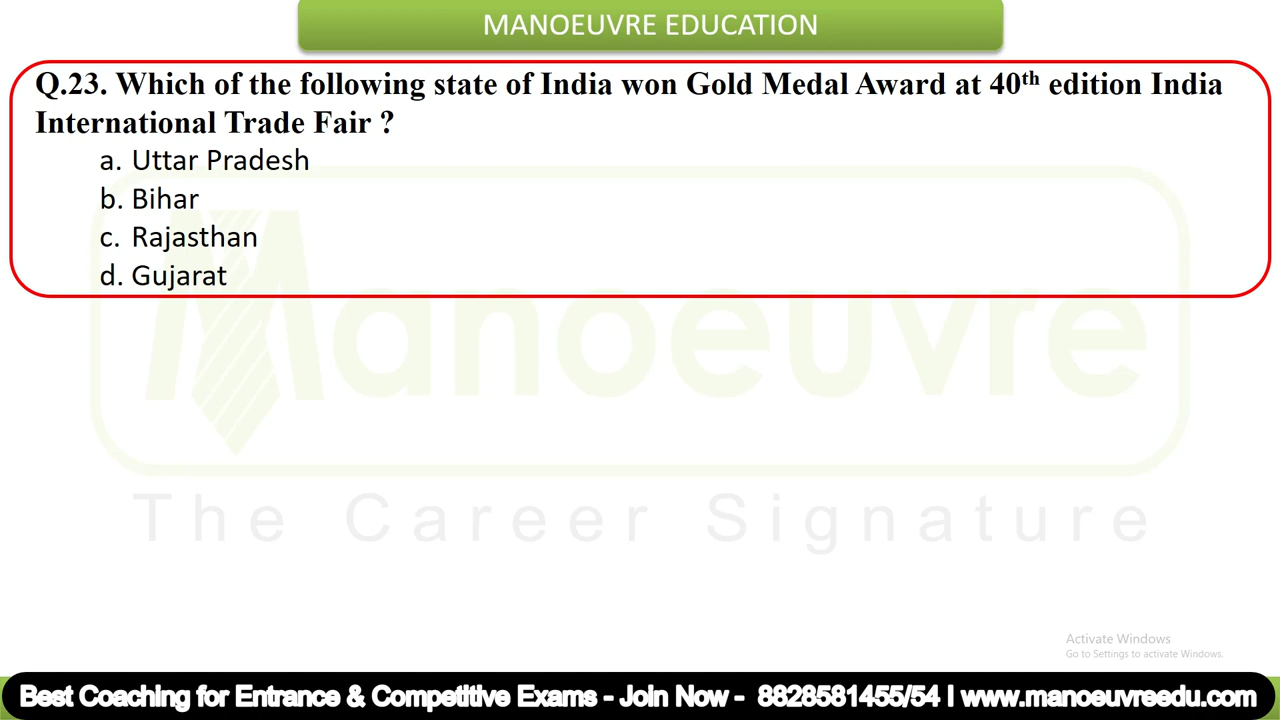 MANOEUVRE EDUCATION
Q.23. Which of the following state of India won Gold Medal Award at 40th edition India
International Trade Fair ?
a. Uttar Pradesh
b. Bihar
c. Rajasthan
d. Gujarat
Manoeuvre
The Career Signature
Activate Windows
Go to Settings to activate Windows.
Best Coaching for Entrance & Competitive Exams - Join Now - 8828581455/54 I www.manoeuvreedu.com